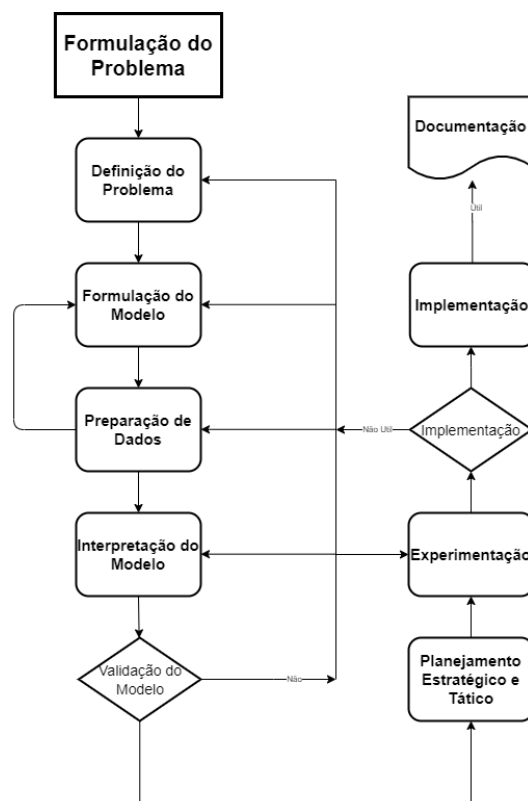 Formulação do
Problema
Definição do
Problema
Formulação do
Modelo
Preparação de
Dados
Interpretação do
Modelo
Validação do
Modelo
Não
Documentação
Útil
Implementação
Implementação
Não Util
Experimentação
Planejamento
Estratégico e
Tático